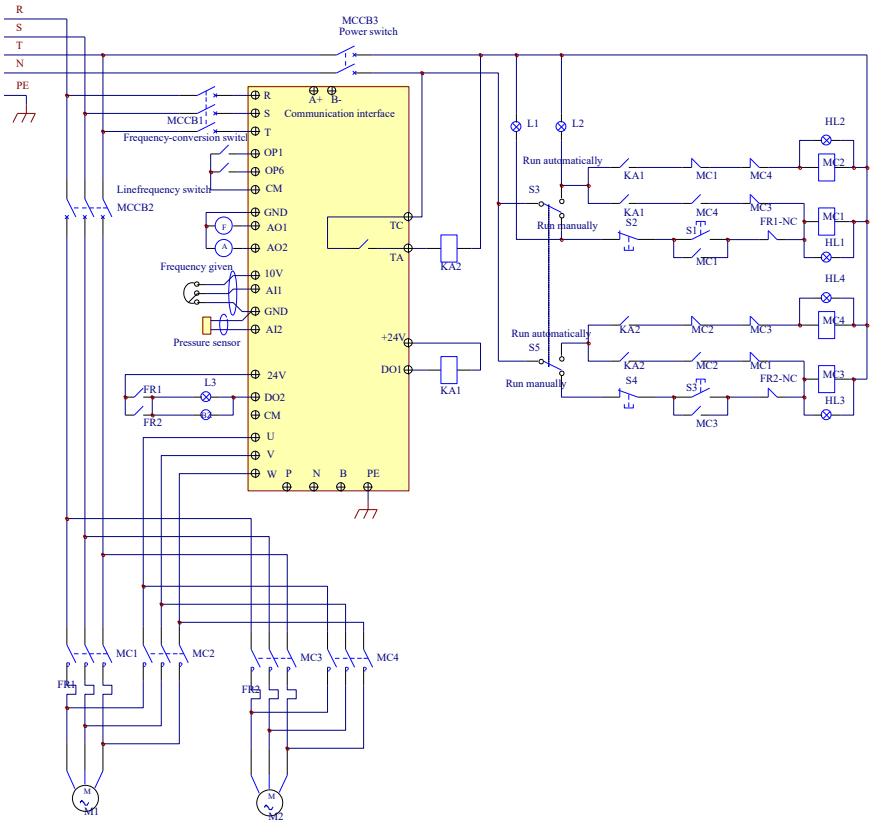 R
S
T
N
PE
MCCB3
Power switch
MCCB1
Frequency-conversion switch
Linefrequency switch
MCCB2
R
S
T
A+ B-
Communication interface
OP1
OP6
CM
GND
AO1
AO2
F
A
Frequency given
10V
AI1
GND
AI2
Pressure sensor
TC
TA
KA2
+24V
DO1
KA1
24V
DO2
CM
FR1
FR2
L3
U
V
W
P N B PE
L1
L2
Run automatically
S3
Run manually
KA1 MC1 MC4
HL2
MC2
KA1 MC4 MC3
S2
S1
MC1
FR1-NC
MC1
HL1
HL4
MC4
Run automatically
S5
Run manually
KA2 MC2 MC3
KA2 MC2 MC1
S4
S3
MC3
FR2-NC
MC3
HL3
MC1
MC2
MC3
MC4
FR1
FR2
M
M1
M
M2